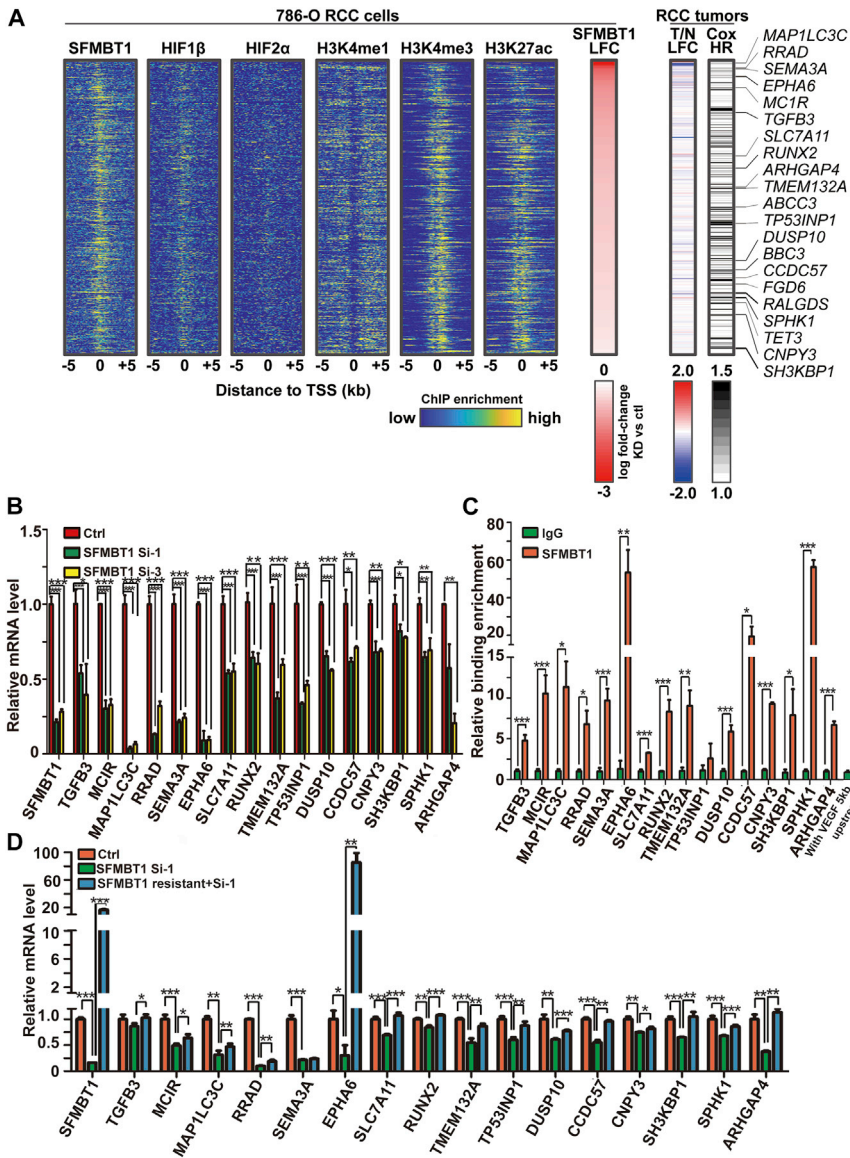 A
786-O RCC cells
SFMBT1 HIF1β HIF2α H3K4me1 H3K4me3 H3K27ac
SFMBT1
LFC
RCC tumors
T/N Cox
LFC HR
MAP1LC3C
RRAD
SEMA3A
EPHA6
MC1R
TGFB3
SLC7A11
RUNX2
ARHGAP4
TMEM132A
ABCC3
TP53INP1
DUSP10
BBC3
CCDC57
FGD6
RALGDS
SPHK1
TET3
CNPY3
SH3KBP1
-5 0 +5 -5 0 +5 -5 0 +5 -5 0 +5 -5 0 +5 -5 0 +5
Distance to TSS (kb)
ChIP enrichment
low high
0
log fold-change
KD vs ctl
-3
2.0 1.5
-2.0 1.0
B
Relative mRNA level
1.5
1.0
0.5
0
Ctrl
SFMBT1 Si-1
SFMBT1 Si-3
SFMBT1 TGFB3 MCIR MAP1LC3C RRAD SEMA3A EPHA6 SLC7A11 RUNX2 TMEM132A TP53INP1 DUSP10 CCDC57 CNPY3 SH3KBP1 SPHK1 ARHGAP4
C
Relative binding enrichment
80
60
40
20
15
10
5
0
IgG
SFMBT1
TGFB3 MCIR MAP1LC3C RRAD SEMA3A EPHA6 SLC7A11 RUNX2 TMEM132A TP53INP1 DUSP10 CCDC57 CNPY3 SH3KBP1 SPHK1 ARHGAP4 With VEGF 5kb
upstro
D
Relative mRNA level
100
80
60
40
20
10
6
2
1.0
0.5
0
Ctrl
SFMBT1 Si-1
SFMBT1 resistant+Si-1
SFMBT1 TGFB3 MCIR MAP1LC3C RRAD SEMA3A EPHA6 SLC7A11 RUNX2 TMEM132A TP53INP1 DUSP10 CCDC57 CNPY3 SH3KBP1 SPHK1 ARHGAP4